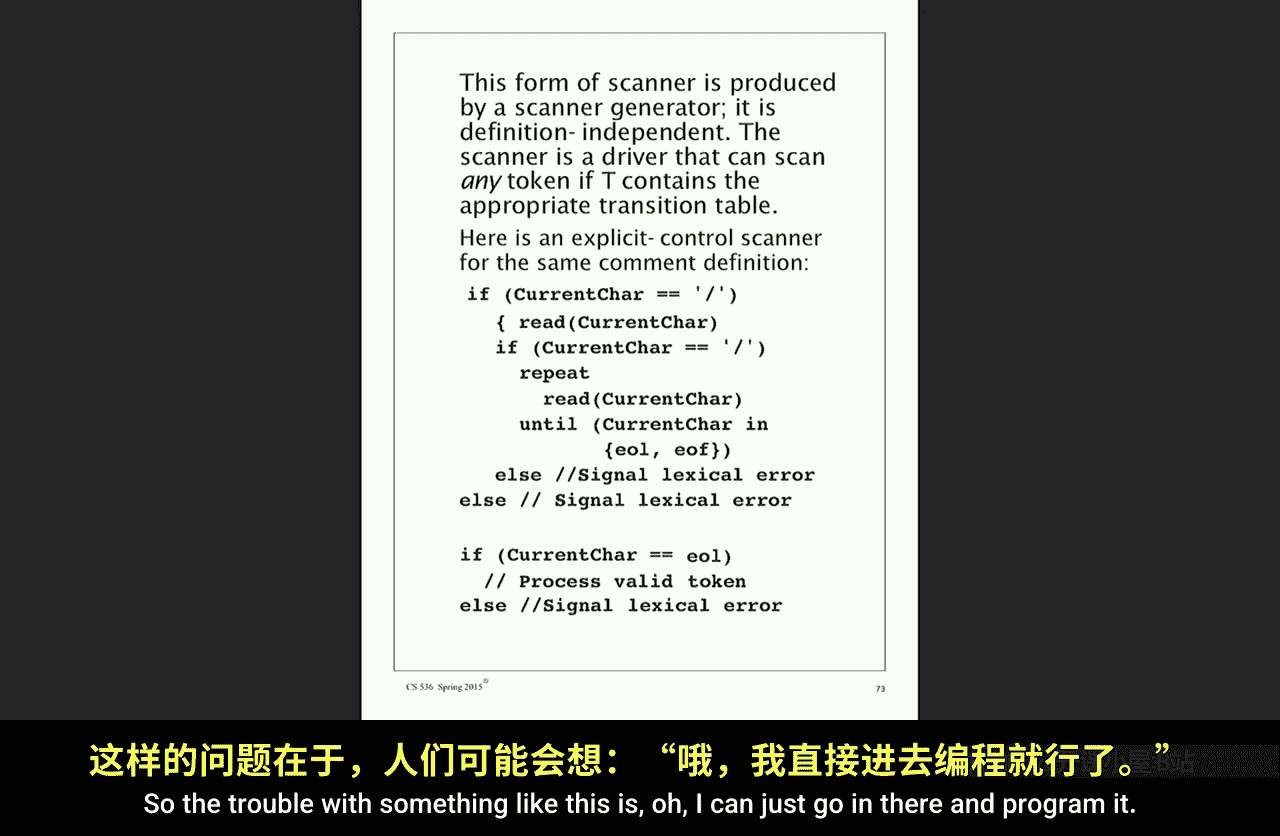 This form of scanner is produced
by a scanner generator; it is
definition- independent. The
scanner is a driver that can scan
any token if T contains the
appropriate transition table.
Here is an explicit- control scanner
for the same comment definition:
if (CurrentChar == '/')
{ read(CurrentChar)
if (CurrentChar == '/')
repeat
read(CurrentChar)
until (CurrentChar in
{eol, eof})
else //Signal lexical error
else // Signal lexical error
if (CurrentChar == eol)
// Process valid token
else //Signal lexical error
CS 536 Spring 2015©
73
这样的问题在于，人们可能会想：“哦，我直接进去编程就行了。”
So the trouble with something like this is, oh, I can just go in there and program it.